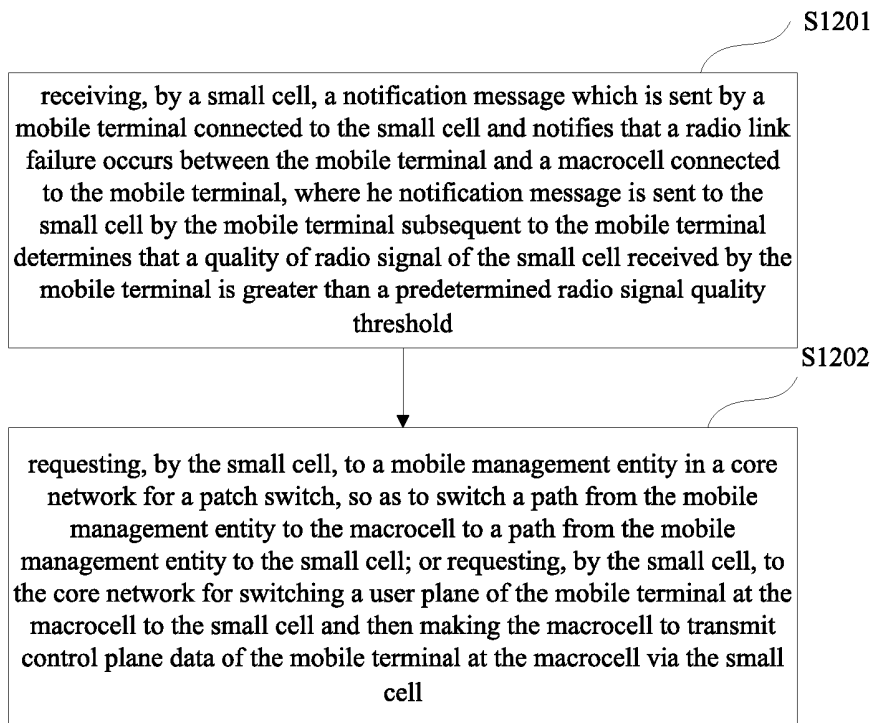 S1201
receiving, by a small cell, a notification message which is sent by a
mobile terminal connected to the small cell and notifies that a radio link
failure occurs between the mobile terminal and a macrocell connected
to the mobile terminal, where he notification message is sent to the
small cell by the mobile terminal subsequent to the mobile terminal
determines that a quality of radio signal of the small cell received by the
mobile terminal is greater than a predetermined radio signal quality
threshold
S1202
requesting, by the small cell, to a mobile management entity in a core
network for a patch switch, so as to switch a path from the mobile
management entity to the macrocell to a path from the mobile
management entity to the small cell; or requesting, by the small cell, to
the core network for switching a user plane of the mobile terminal at the
macrocell to the small cell and then making the macrocell to transmit
control plane data of the mobile terminal at the macrocell via the small
cell